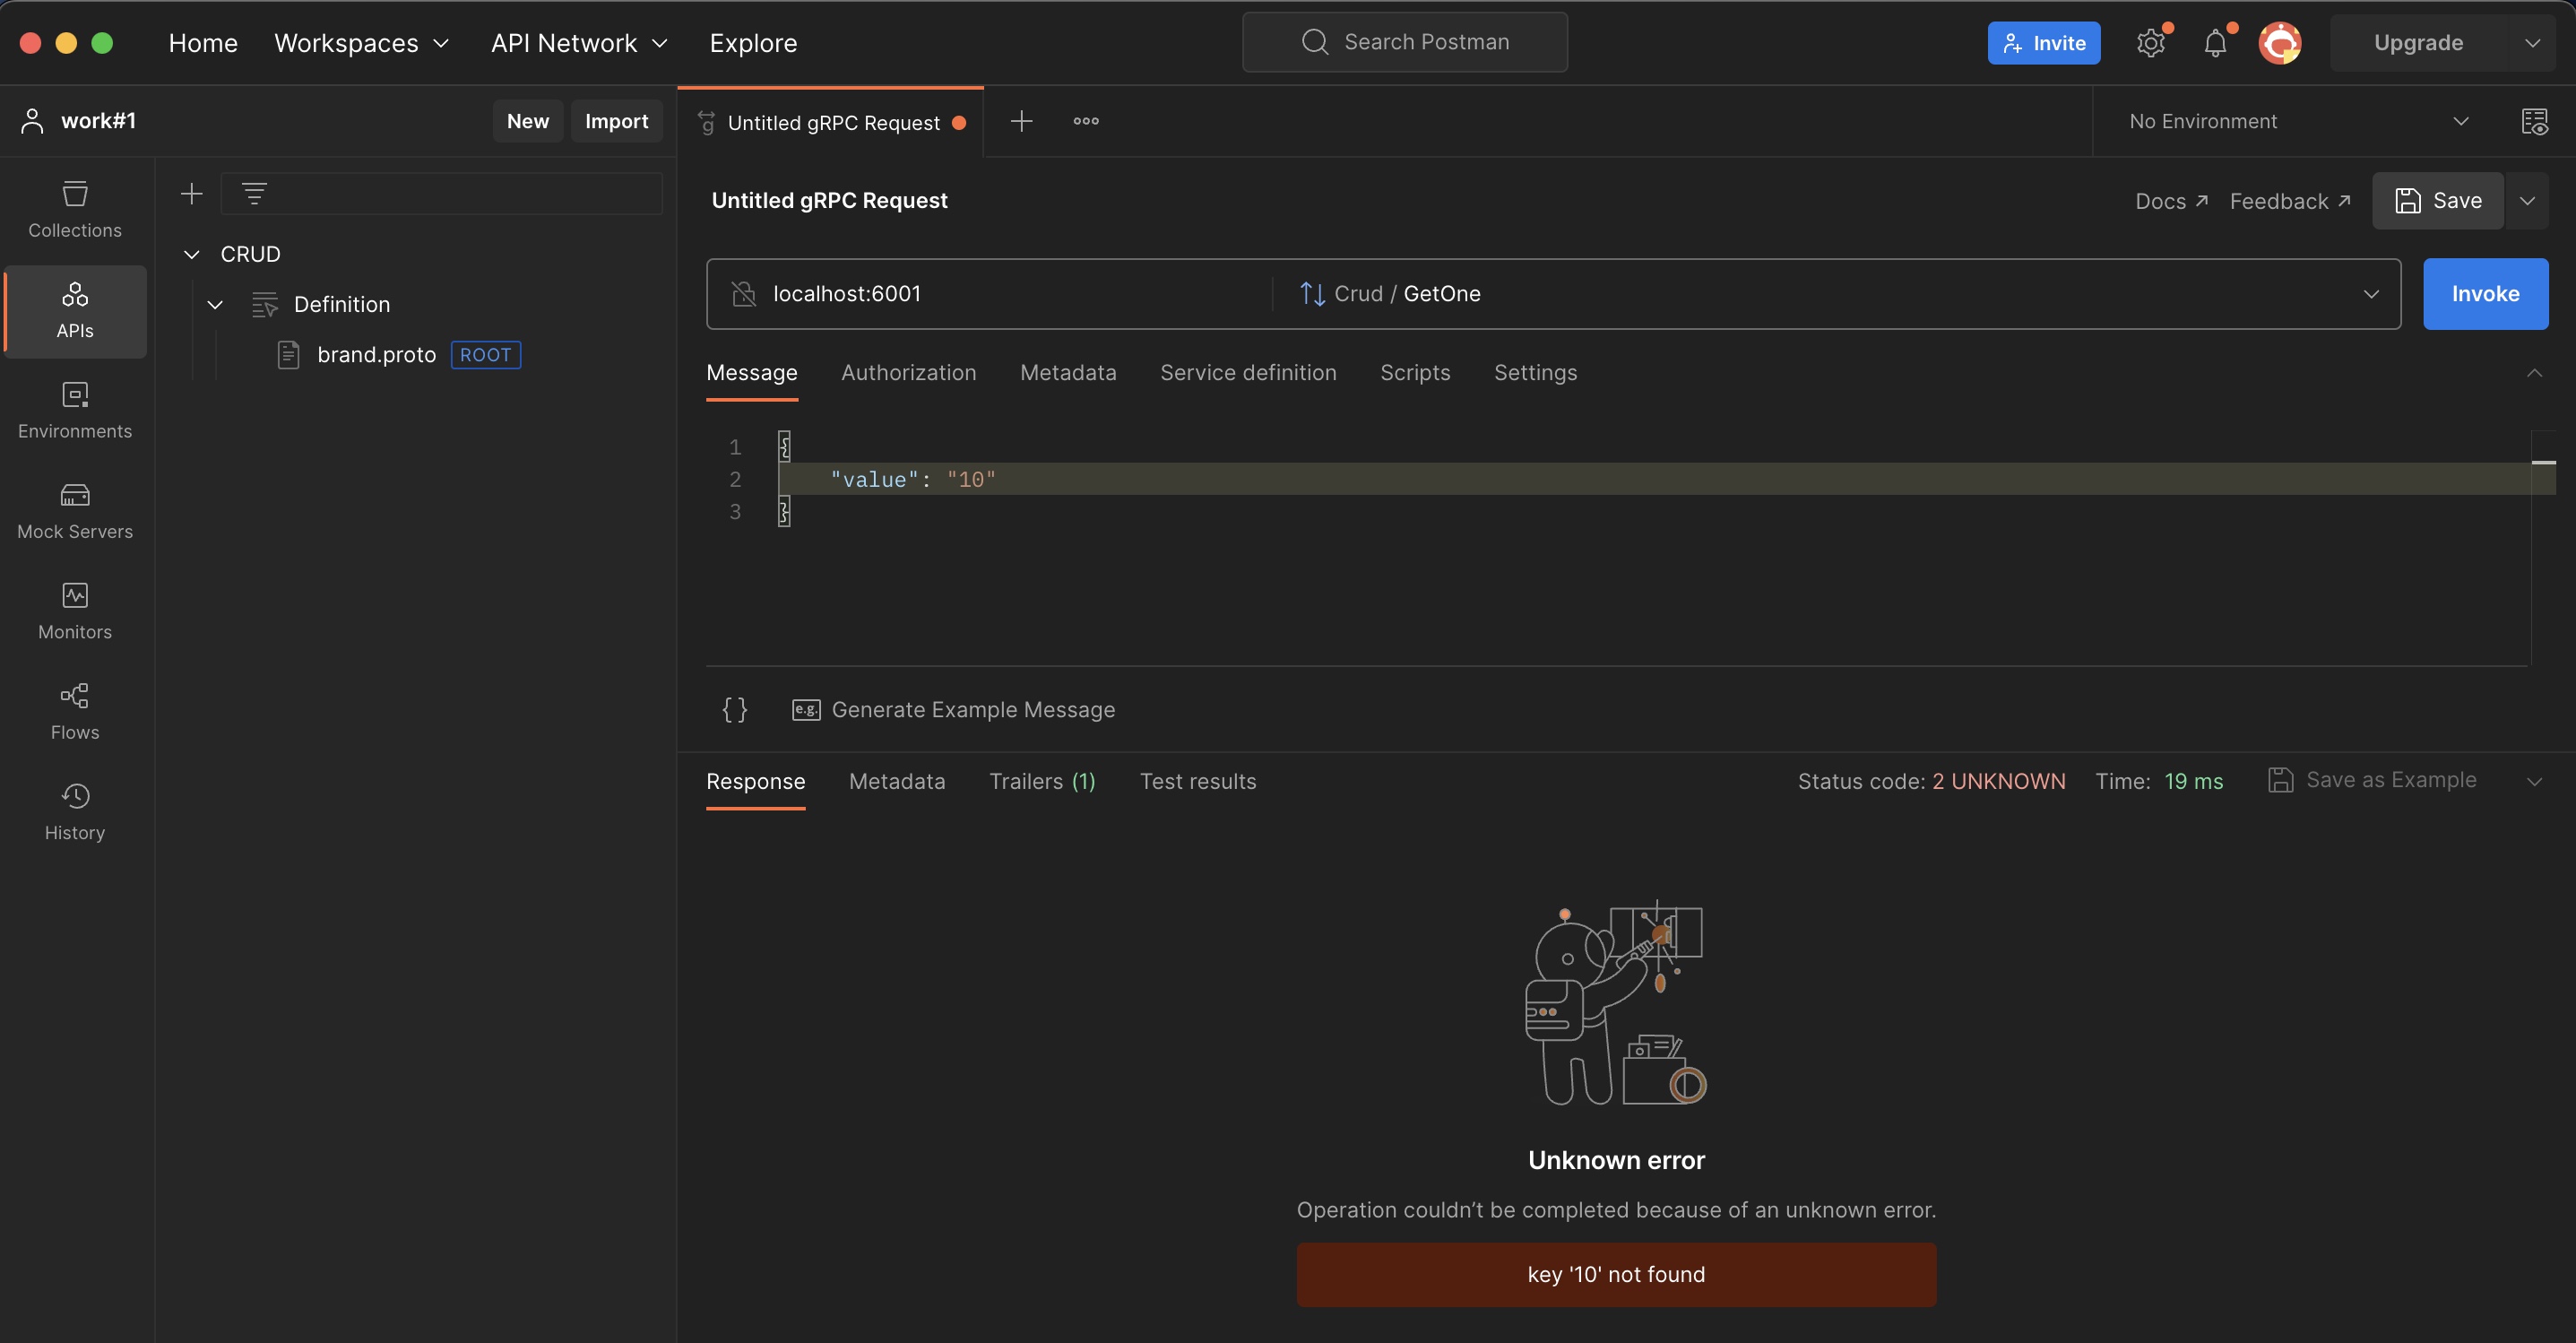 Home Workspaces API Network Explore Search Postman Invite Upgrade
work#1 New Import Untitled gRPC Request No Environment
Untitled gRPC Request Docs Feedback Save
Collections
CRUD
localhost:6001 Crud / GetOne Invoke
Definition
APIs
brand.proto ROOT
Message Authorization Metadata Service definition Scripts Settings
Environments
1 {
2 "value": "10"
3 }
Mock Servers
Monitors
{} e.g. Generate Example Message
Flows
Response Metadata Trailers (1) Test results Status code: 2 UNKNOWN Time: 19 ms Save as Example
History
Unknown error
Operation couldn’t be completed because of an unknown error.
key '10' not found